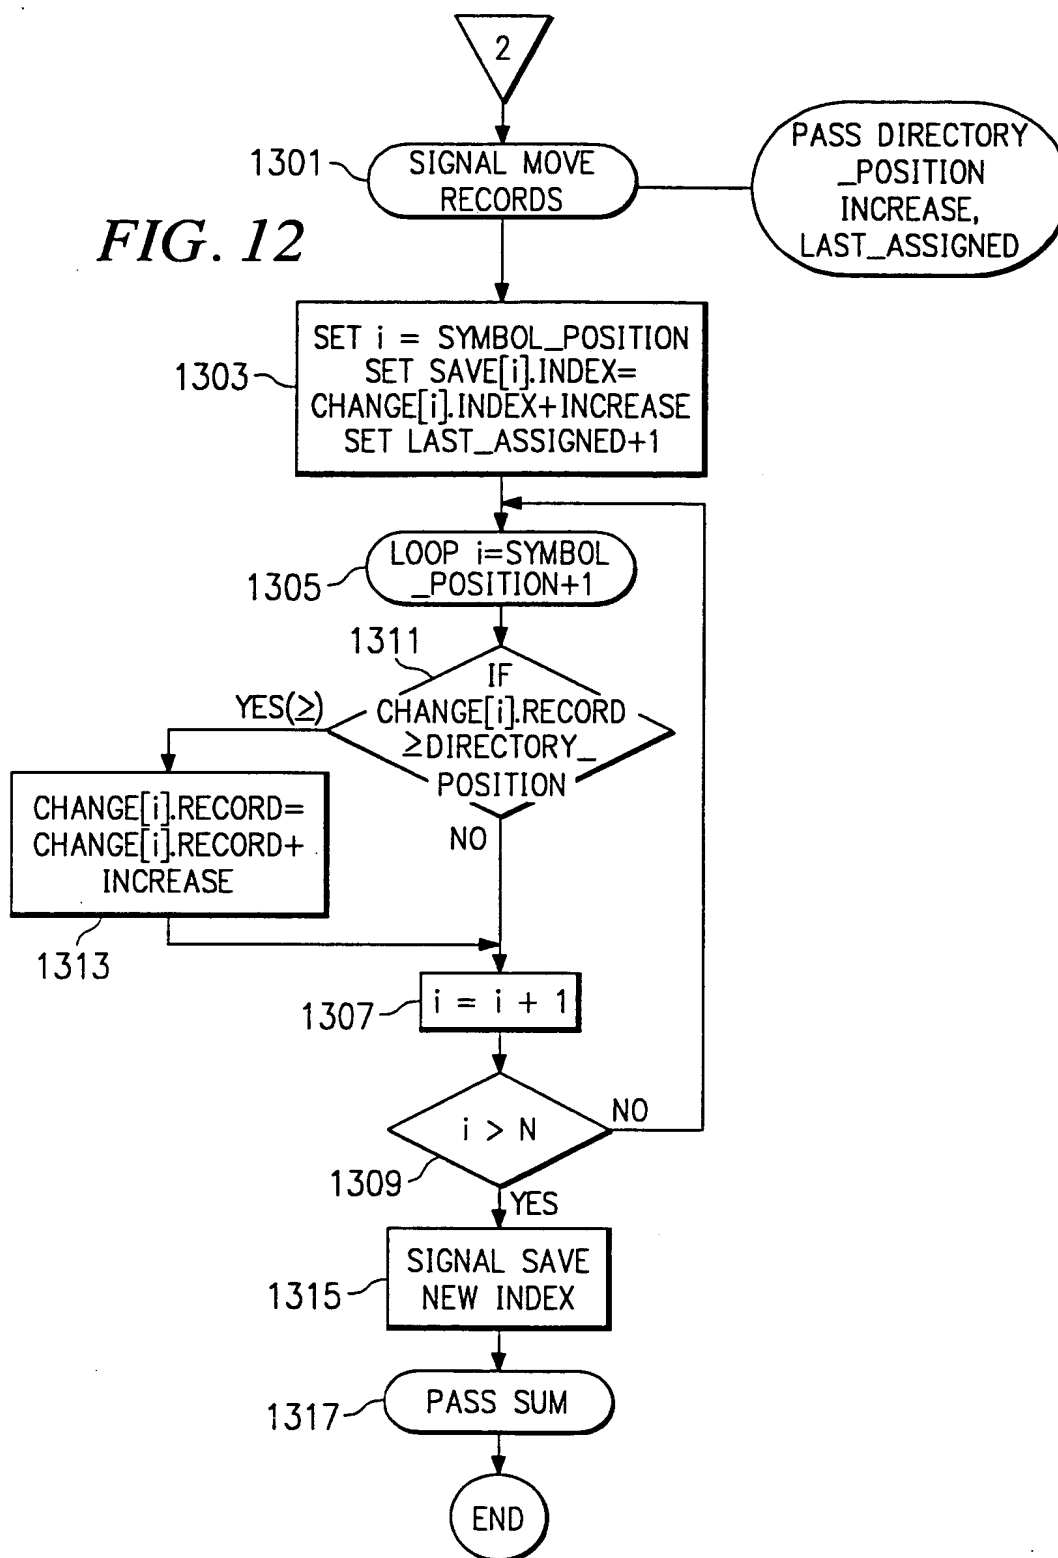 2
1301
SIGNAL MOVE
RECORDS
PASS DIRECTORY
_POSITION
INCREASE,
LAST_ASSIGNED
FIG. 12
1303
SET i = SYMBOL_POSITION
SET SAVE[i].INDEX=
CHANGE[i].INDEX+INCREASE
SET LAST_ASSIGNED+1
1305
LOOP i=SYMBOL
_POSITION+1
1311
IF
CHANGE[i].RECORD
≥DIRECTORY_
POSITION
YES(≥)
NO
CHANGE[i].RECORD=
CHANGE[i].RECORD+
INCREASE
1313
1307
i = i + 1
i > N
NO
1309
YES
1315
SIGNAL SAVE
NEW INDEX
1317
PASS SUM
END